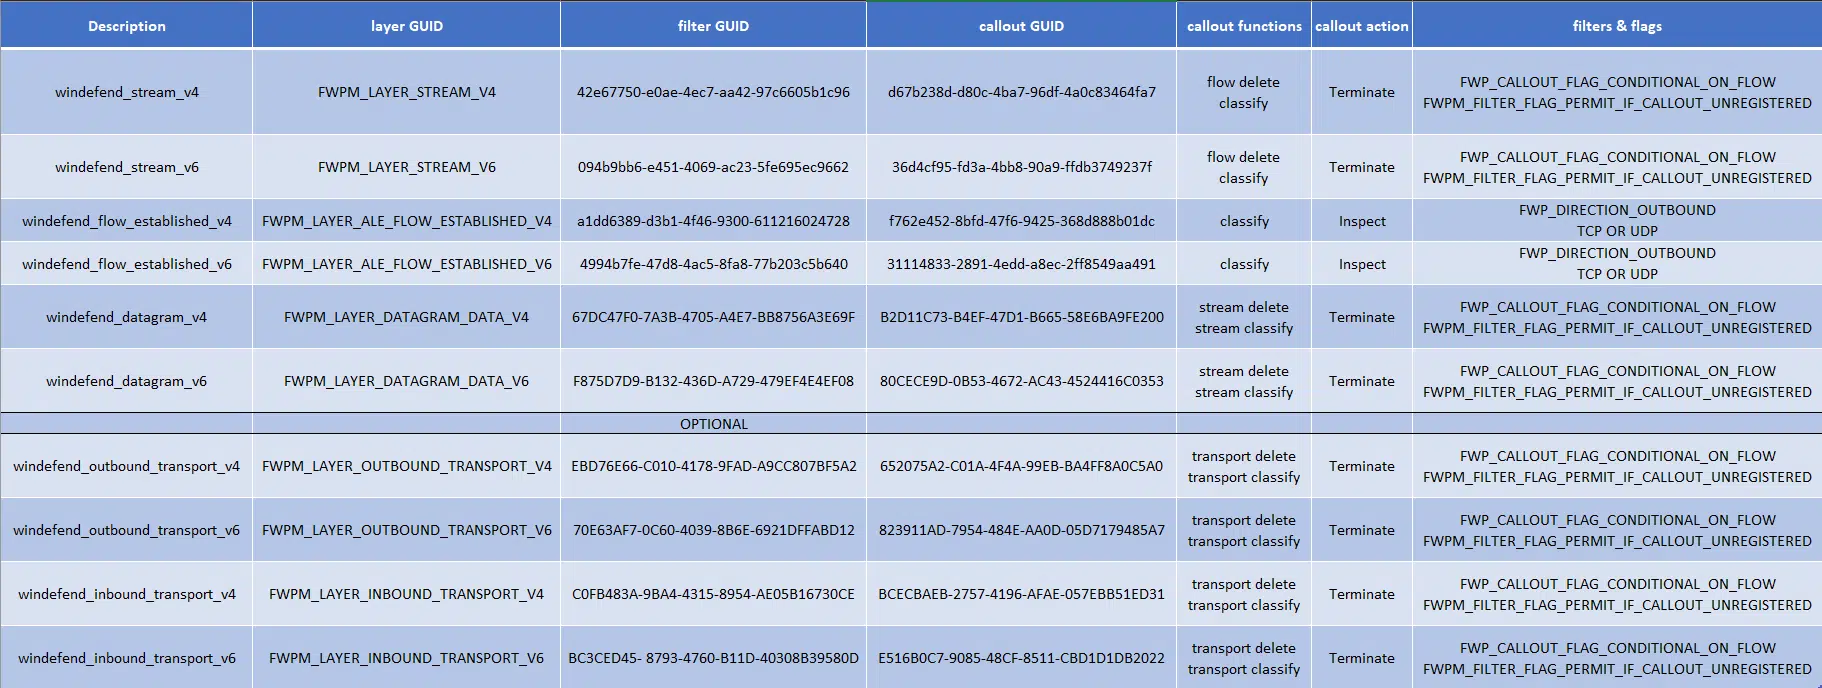 Description layer GUID filter GUID callout GUID callout functions callout action filters & flags
windefend_stream_v4 FWPM_LAYER_STREAM_V4 42e67750-e0ae-4ec7-aa42-97c6605b1c96 d67b238d-d80c-4ba7-96df-4a0c83464fa7 flow delete classify Terminate FWP_CALLOUT_FLAG_CONDITIONAL_ON_FLOW FWPM_FILTER_FLAG_PERMIT_IF_CALLOUT_UNREGISTERED
windefend_stream_v6 FWPM_LAYER_STREAM_V6 094b9bb6-e451-4069-ac23-5fe695ec9662 36d4cf95-fd3a-4bb8-90a9-ffdb3749237f flow delete classify Terminate FWP_CALLOUT_FLAG_CONDITIONAL_ON_FLOW FWPM_FILTER_FLAG_PERMIT_IF_CALLOUT_UNREGISTERED
windefend_flow_established_v4 FWPM_LAYER_ALE_FLOW_ESTABLISHED_V4 a1dd6389-d3b1-4f46-9300-611216024728 f762e452-8bfd-47f6-9425-368d888b01dc classify Inspect FWP_DIRECTION_OUTBOUND TCP OR UDP
windefend_flow_established_v6 FWPM_LAYER_ALE_FLOW_ESTABLISHED_V6 4994b7fe-47d8-4ac5-8fa8-77b203c5b640 31114833-2891-4edd-a8ec-2ff8549aa491 classify Inspect FWP_DIRECTION_OUTBOUND TCP OR UDP
windefend_datagram_v4 FWPM_LAYER_DATAGRAM_DATA_V4 67DC47F0-7A3B-4705-A4E7-BB8756A3E69F B2D11C73-B4EF-47D1-B665-58E6BA9FE200 stream delete stream classify Terminate FWP_CALLOUT_FLAG_CONDITIONAL_ON_FLOW FWPM_FILTER_FLAG_PERMIT_IF_CALLOUT_UNREGISTERED
windefend_datagram_v6 FWPM_LAYER_DATAGRAM_DATA_V6 F875D7D9-B132-436D-A729-479EF4E4EF08 80CECE9D-0B53-4672-AC43-4524416C0353 stream delete stream classify Terminate FWP_CALLOUT_FLAG_CONDITIONAL_ON_FLOW FWPM_FILTER_FLAG_PERMIT_IF_CALLOUT_UNREGISTERED
OPTIONAL
windefend_outbound_transport_v4 FWPM_LAYER_OUTBOUND_TRANSPORT_V4 EBD76E66-C010-4178-9FAD-A9CC807BF5A2 652075A2-C01A-4F4A-99EB-BA4FF8A0C5A0 transport delete transport classify Terminate FWP_CALLOUT_FLAG_CONDITIONAL_ON_FLOW FWPM_FILTER_FLAG_PERMIT_IF_CALLOUT_UNREGISTERED
windefend_outbound_transport_v6 FWPM_LAYER_OUTBOUND_TRANSPORT_V6 70E63AF7-0C60-4039-8B6E-6921DFFABD12 823911AD-7954-484E-AA0D-05D7179485A7 transport delete transport classify Terminate FWP_CALLOUT_FLAG_CONDITIONAL_ON_FLOW FWPM_FILTER_FLAG_PERMIT_IF_CALLOUT_UNREGISTERED
windefend_inbound_transport_v4 FWPM_LAYER_INBOUND_TRANSPORT_V4 C0FB483A-9BA4-4315-8954-AE05B16730CE BCECBAEB-2757-4196-AFAE-057EBB51ED31 transport delete transport classify Terminate FWP_CALLOUT_FLAG_CONDITIONAL_ON_FLOW FWPM_FILTER_FLAG_PERMIT_IF_CALLOUT_UNREGISTERED
windefend_inbound_transport_v6 FWPM_LAYER_INBOUND_TRANSPORT_V6 BC3CED45- 8793-4760-B11D-40308B39580D E516B0C7-9085-48CF-8511-CBD1D1DB2022 transport delete transport classify Terminate FWP_CALLOUT_FLAG_CONDITIONAL_ON_FLOW FWPM_FILTER_FLAG_PERMIT_IF_CALLOUT_UNREGISTERED